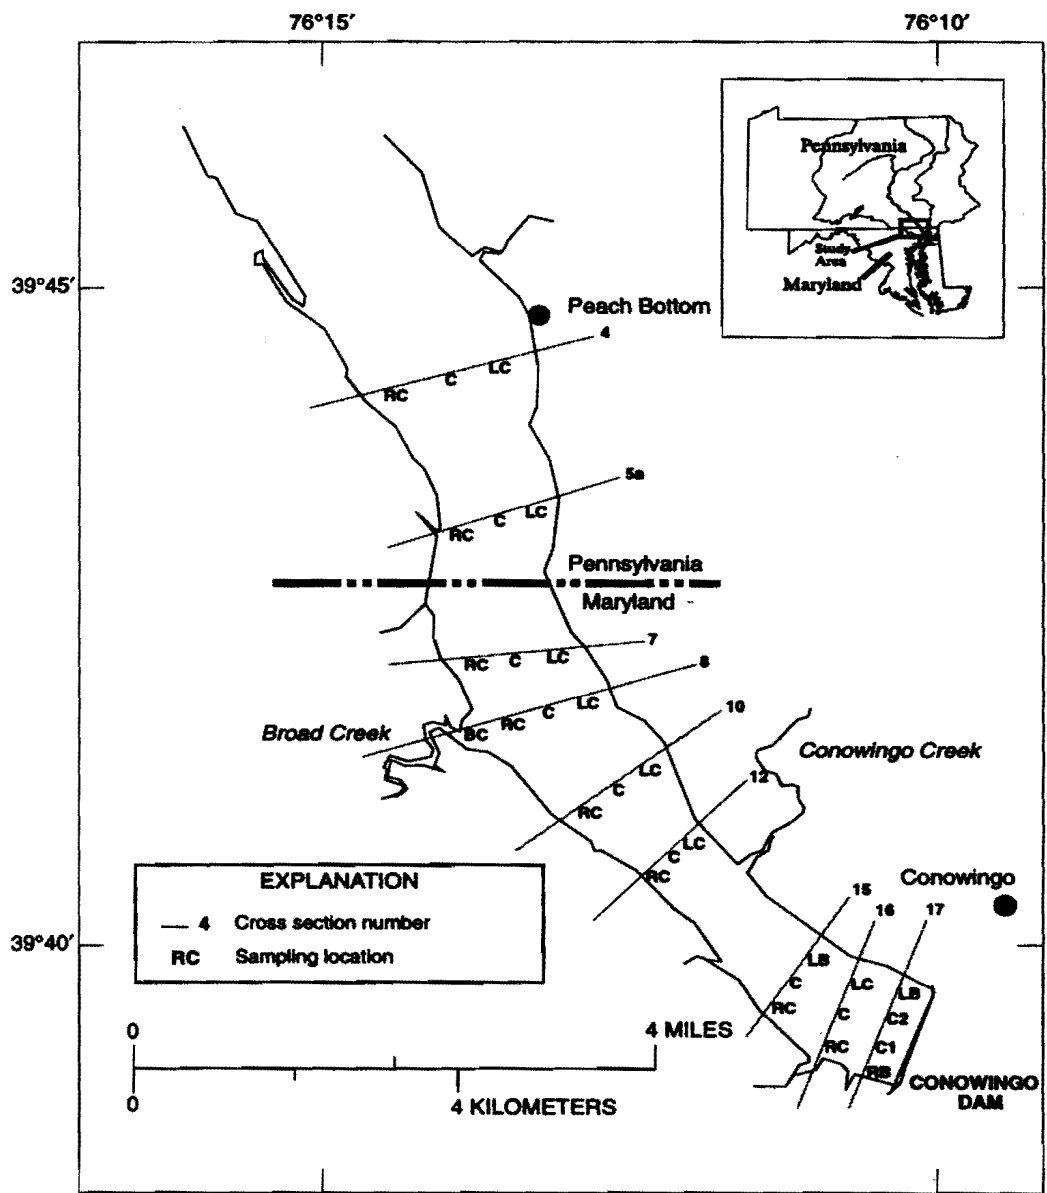 76°15′
76°10′
Pennsylvania
Study
Area
Maryland
39°45′
Peach Bottom
4
RC C LC
5a
RC C LC
Pennsylvania
Maryland
7
RC C LC
8
BC RC C LC
Broad Creek
10
RC C LC
Conowingo Creek
12
RC C LC
EXPLANATION
4 Cross section number
RC Sampling location
Conowingo
39°40′
15
16
17
LB
C
RC
LC
C
RC
LB
C2
C1
RB
0
4 MILES
0
4 KILOMETERS
CONOWINGO
DAM